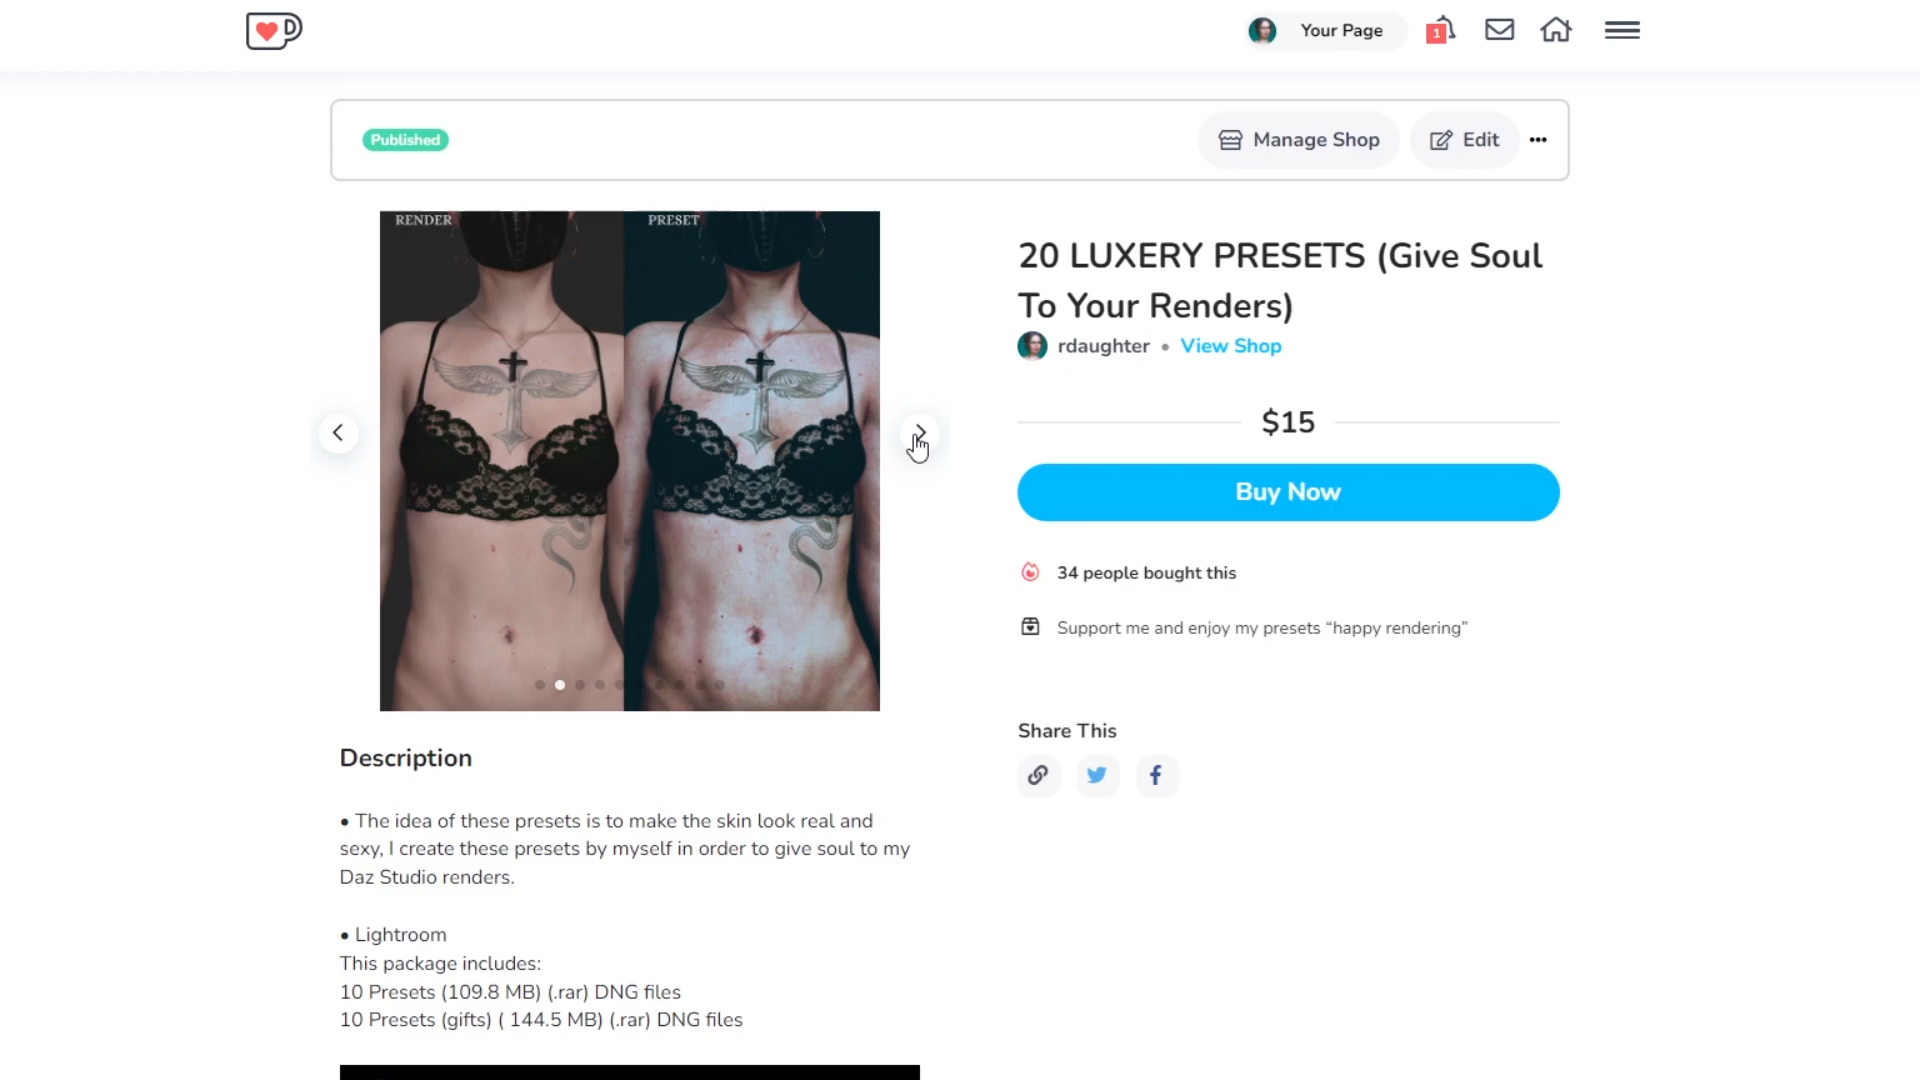 D
Your Page
1
Published
Manage Shop
Edit
RENDER
PRESET
20 LUXERY PRESETS (Give Soul
To Your Renders)
rdaughter • View Shop
$15
Buy Now
34 people bought this
Support me and enjoy my presets “happy rendering”
Share This
Description
• The idea of these presets is to make the skin look real and
sexy, I create these presets by myself in order to give soul to my
Daz Studio renders.
• Lightroom
This package includes:
10 Presets (109.8 MB) (.rar) DNG files
10 Presets (gifts) ( 144.5 MB) (.rar) DNG files